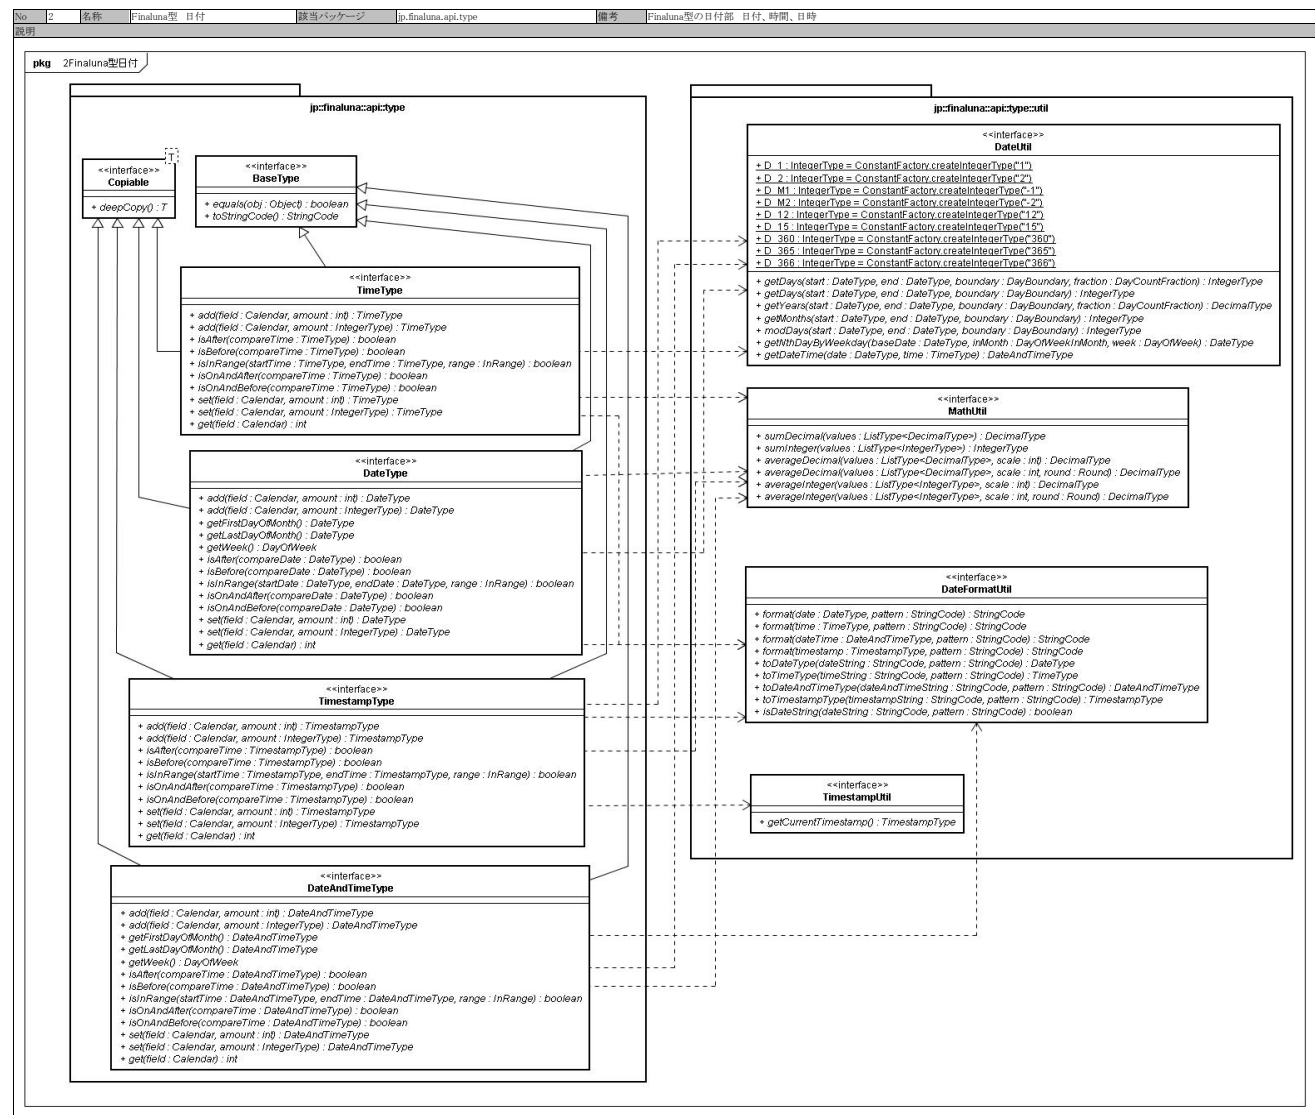 No 2 名称 Finaluna型 日付 該当パッケージ jp.finaluna.api.type 備考 Finaluna型の日付部 日付、時間、日時
説明
pkg 2Finaluna型日付
jp::finaluna::api::type
<<interface>>
Copiable
T
+ deepCopy() : T
<<interface>>
BaseType
+ equals(obj : Object) : boolean
+ toStringCode() : StringCode
<<interface>>
TimeType
+ add(field : Calendar, amount : int) : TimeType
+ add(field : Calendar, amount : IntegerType) : TimeType
+ isAfter(compareTime : TimeType) : boolean
+ isBefore(compareTime : TimeType) : boolean
+ isInRange(startTime : TimeType, endTime : TimeType, range : InRange) : boolean
+ isOnAndAfter(compareTime : TimeType) : boolean
+ isOnAndBefore(compareTime : TimeType) : boolean
+ set(field : Calendar, amount : int) : TimeType
+ set(field : Calendar, amount : IntegerType) : TimeType
+ get(field : Calendar) : int
<<interface>>
DateType
+ add(field : Calendar, amount : int) : DateType
+ add(field : Calendar, amount : IntegerType) : DateType
+ getFirstDayOfMonth() : DateType
+ getLastDayOfMonth() : DateType
+ getWeek() : DayOfWeek
+ isAfter(compareDate : DateType) : boolean
+ isBefore(compareDate : DateType) : boolean
+ isInRange(startDate : DateType, endDate : DateType, range : InRange) : boolean
+ isOnAndAfter(compareDate : DateType) : boolean
+ isOnAndBefore(compareDate : DateType) : boolean
+ set(field : Calendar, amount : int) : DateType
+ set(field : Calendar, amount : IntegerType) : DateType
+ get(field : Calendar) : int
<<interface>>
TimestampType
+ add(field : Calendar, amount : int) : TimestampType
+ add(field : Calendar, amount : IntegerType) : TimestampType
+ isAfter(compareTime : TimestampType) : boolean
+ isBefore(compareTime : TimestampType) : boolean
+ isInRange(startTime : TimestampType, endTime : TimestampType, range : InRange) : boolean
+ isOnAndAfter(compareTime : TimestampType) : boolean
+ isOnAndBefore(compareTime : TimestampType) : boolean
+ set(field : Calendar, amount : int) : TimestampType
+ set(field : Calendar, amount : IntegerType) : TimestampType
+ get(field : Calendar) : int
<<interface>>
DateAndTimeType
+ add(field : Calendar, amount : int) : DateAndTimeType
+ add(field : Calendar, amount : IntegerType) : DateAndTimeType
+ getFirstDayOfMonth() : DateAndTimeType
+ getLastDayOfMonth() : DateAndTimeType
+ getWeek() : DayOfWeek
+ isAfter(compareTime : DateAndTimeType) : boolean
+ isBefore(compareTime : DateAndTimeType) : boolean
+ isInRange(startTime : DateAndTimeType, endTime : DateAndTimeType, range : InRange) : boolean
+ isOnAndAfter(compareTime : DateAndTimeType) : boolean
+ isOnAndBefore(compareTime : DateAndTimeType) : boolean
+ set(field : Calendar, amount : int) : DateAndTimeType
+ set(field : Calendar, amount : IntegerType) : DateAndTimeType
+ get(field : Calendar) : int
jp::finaluna::api::type::util
<<interface>>
DateUtil
+ D_1 : IntegerType = ConstantFactory.createIntegerType("1")
+ D_2 : IntegerType = ConstantFactory.createIntegerType("2")
+ D_M1 : IntegerType = ConstantFactory.createIntegerType("-1")
+ D_M2 : IntegerType = ConstantFactory.createIntegerType("-2")
+ D_12 : IntegerType = ConstantFactory.createIntegerType("12")
+ D_15 : IntegerType = ConstantFactory.createIntegerType("15")
+ D_360 : IntegerType = ConstantFactory.createIntegerType("360")
+ D_365 : IntegerType = ConstantFactory.createIntegerType("365")
+ D_366 : IntegerType = ConstantFactory.createIntegerType("366")
+ getDays(start : DateType, end : DateType, boundary : DayBoundary, fraction : DayCountFraction) : IntegerType
+ getDays(start : DateType, end : DateType, boundary : DayBoundary) : IntegerType
+ getYears(start : DateType, end : DateType, boundary : DayBoundary, fraction : DayCountFraction) : DecimalType
+ getMonths(start : DateType, end : DateType, boundary : DayBoundary) : IntegerType
+ modDays(start : DateType, end : DateType, boundary : DayBoundary) : IntegerType
+ getNthDayByWeekday(baseDate : DateType, inMonth : DayOfWeekInMonth, week : DayOfWeek) : DateType
+ getDateTime(date : DateType, time : TimeType) : DateAndTimeType
<<interface>>
MathUtil
+ sumDecimal(values : ListType<DecimalType>) : DecimalType
+ sumInteger(values : ListType<IntegerType>) : IntegerType
+ averageDecimal(values : ListType<DecimalType>, scale : int) : DecimalType
+ averageDecimal(values : ListType<DecimalType>, scale : int, round : Round) : DecimalType
+ averageInteger(values : ListType<IntegerType>, scale : int) : DecimalType
+ averageInteger(values : ListType<IntegerType>, scale : int, round : Round) : DecimalType
<<interface>>
DateFormatUtil
+ format(date : DateType, pattern : StringCode) : StringCode
+ format(time : TimeType, pattern : StringCode) : StringCode
+ format(dateTime : DateAndTimeType, pattern : StringCode) : StringCode
+ format(timestamp : TimestampType, pattern : StringCode) : StringCode
+ toDateType(dateString : StringCode, pattern : StringCode) : DateType
+ toTimeType(timeString : StringCode, pattern : StringCode) : TimeType
+ toDateAndTimeType(dateAndTimeString : StringCode, pattern : StringCode) : DateAndTimeType
+ toTimestampType(timestampString : StringCode, pattern : StringCode) : TimestampType
+ isDateString(dateString : StringCode, pattern : StringCode) : boolean
<<interface>>
TimestampUtil
+ getCurrentTimestamp() : TimestampType